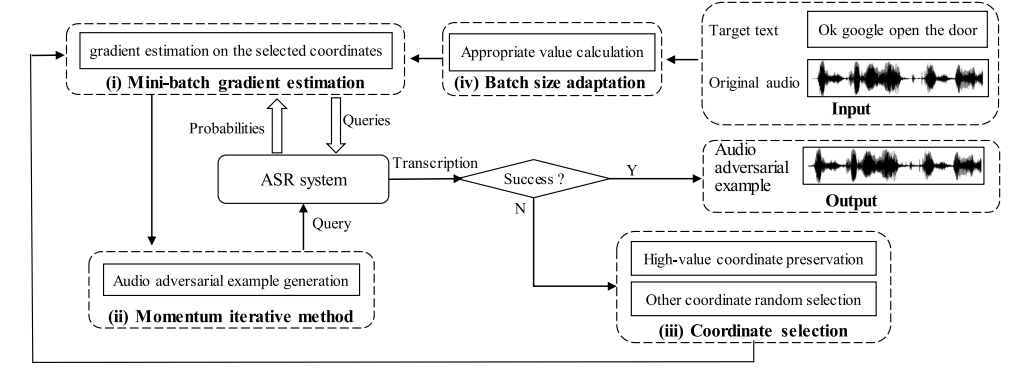 gradient estimation on the selected coordinates
(i) Mini-batch gradient estimation
Appropriate value calculation
(iv) Batch size adaptation
Target text
Ok google open the door
Original audio
Input
Probabilities
Queries
ASR system
Transcription
Success ?
Y
N
Audio
adversarial
example
Output
Query
Audio adversarial example generation
(ii) Momentum iterative method
High-value coordinate preservation
Other coordinate random selection
(iii) Coordinate selection